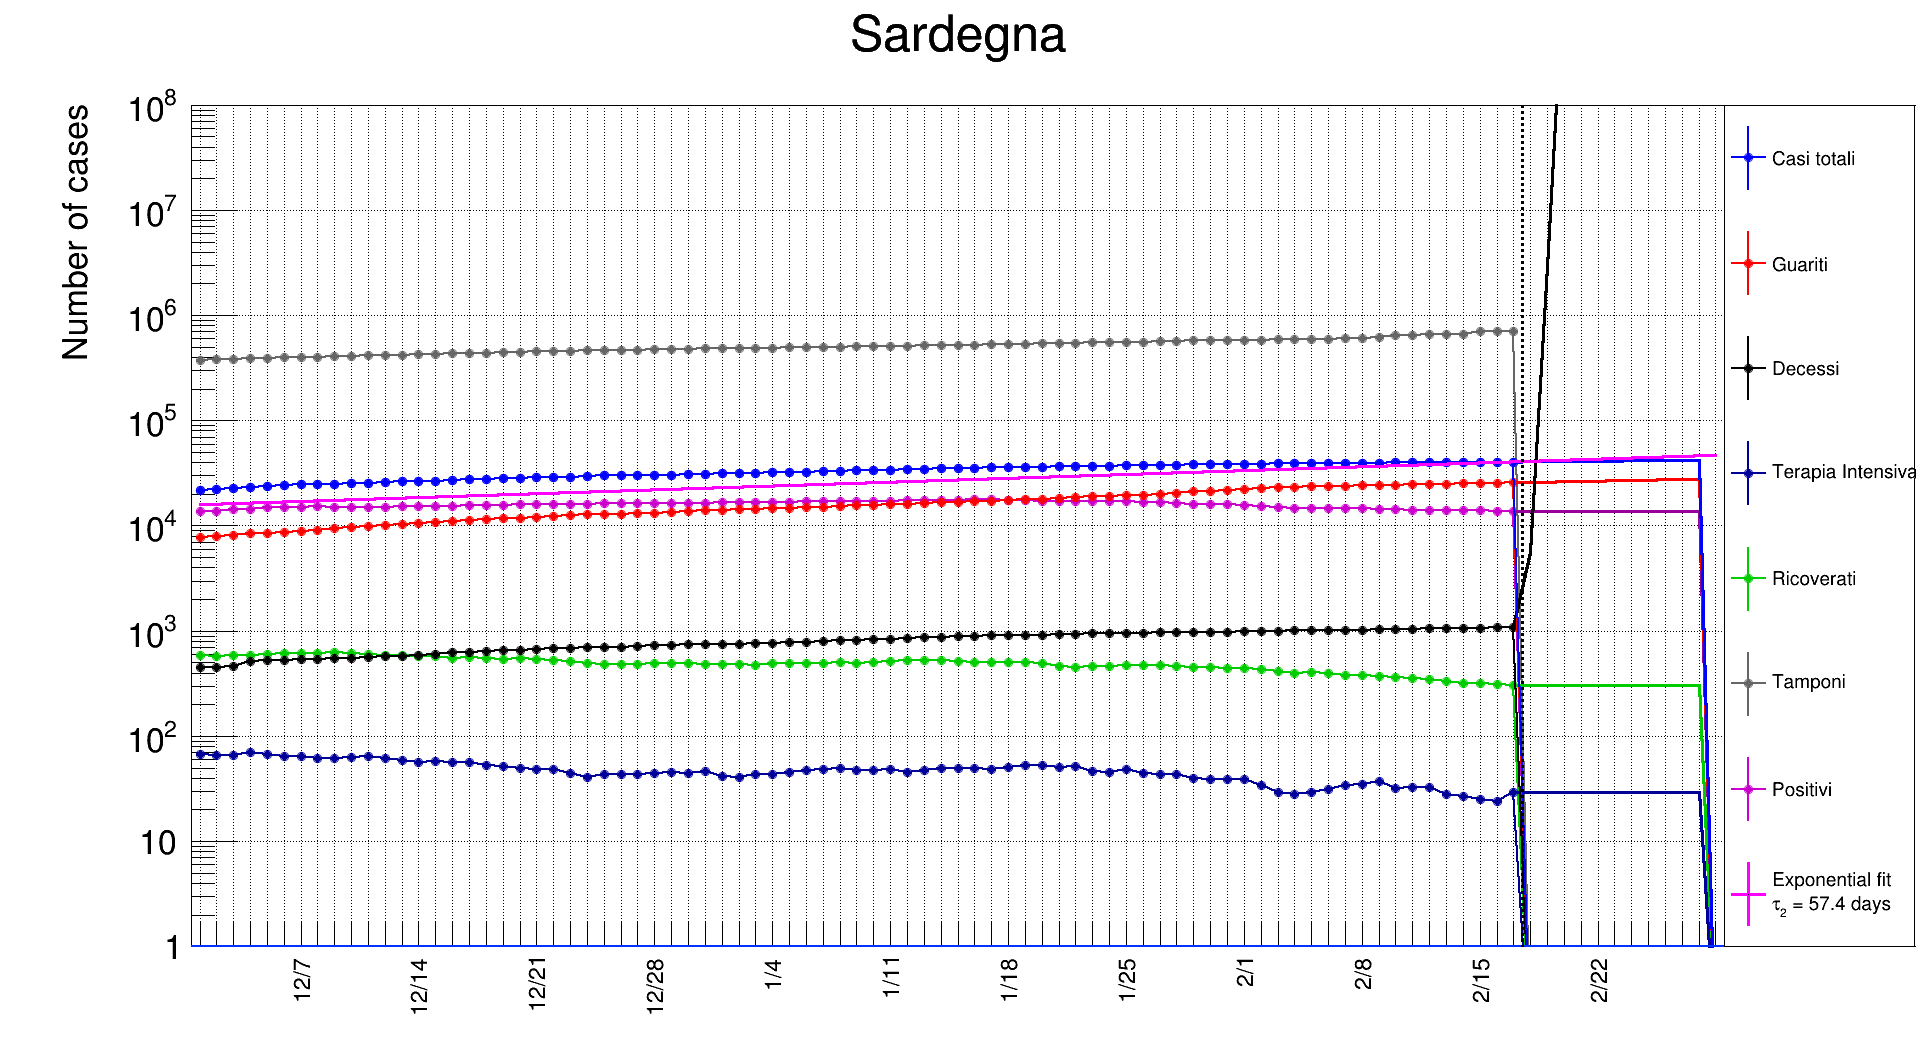 Sardegna
Number of cases
10^8
10^7
10^6
10^5
10^4
10^3
10^2
10
1
12/7
12/14
12/21
12/28
1/4
1/11
1/18
1/25
2/1
2/8
2/15
2/22
Casi totali
Guariti
Decessi
Terapia Intensiva
Ricoverati
Tamponi
Positivi
Exponential fit
τ₂ = 57.4 days